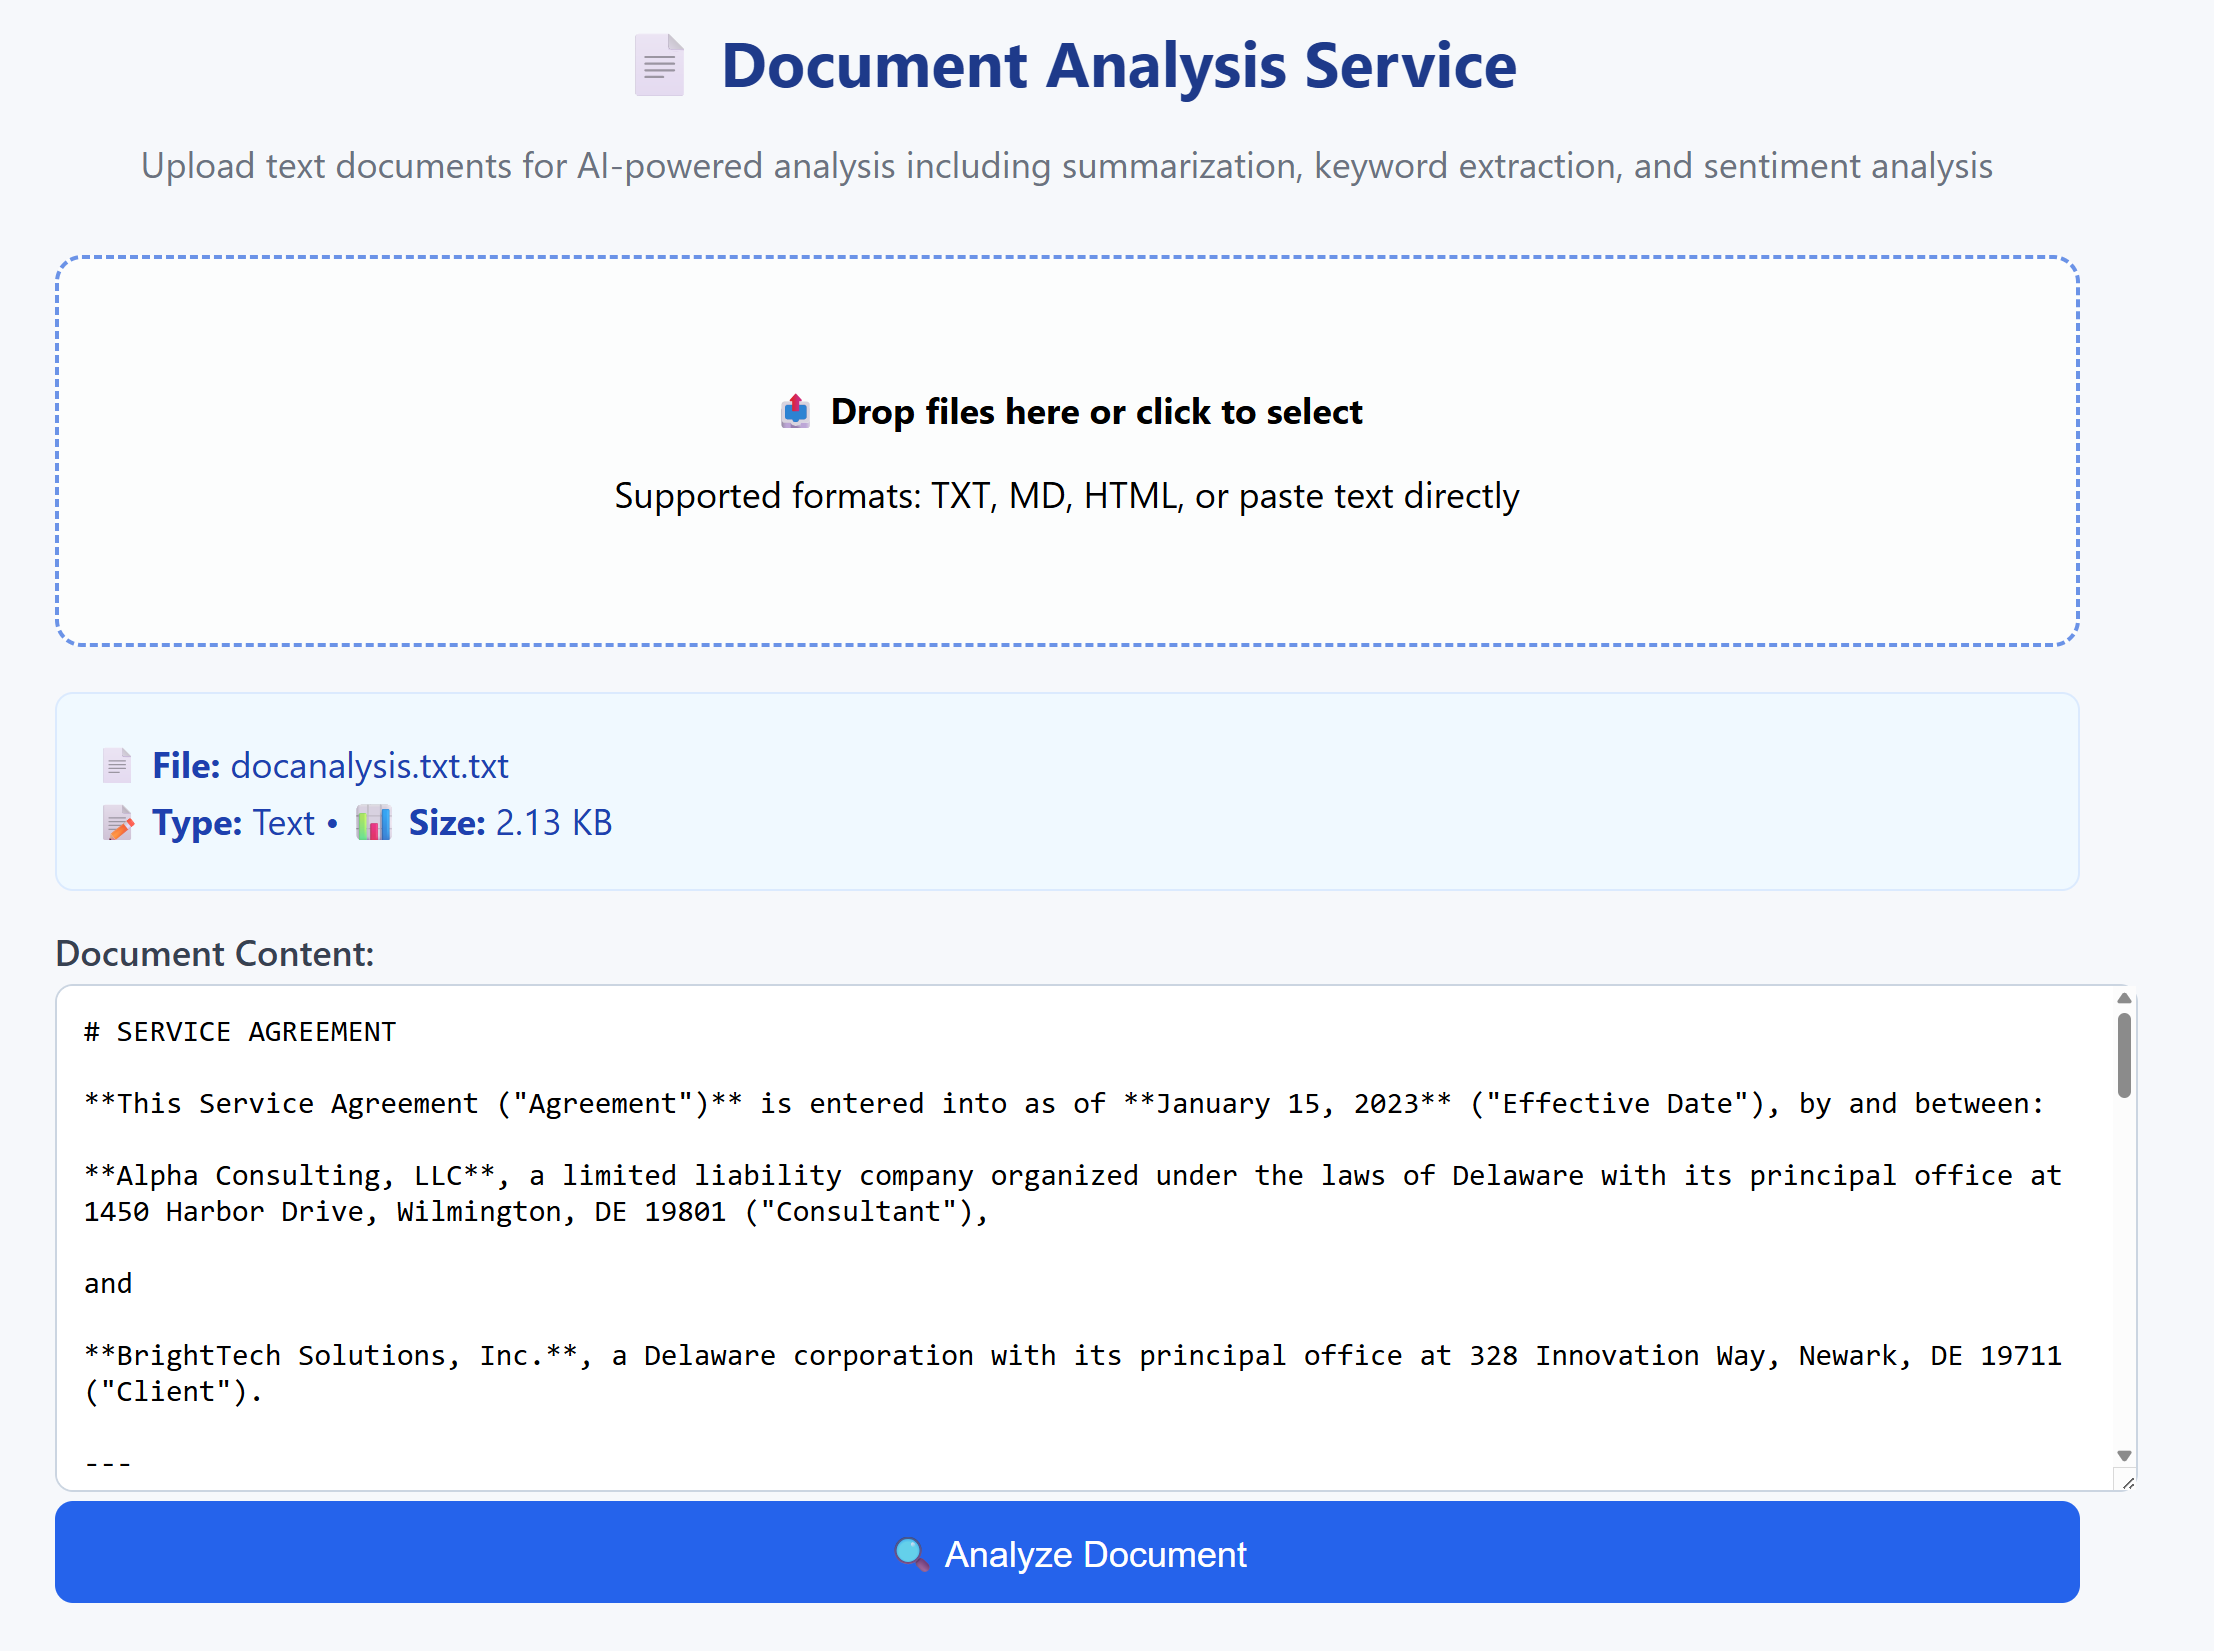 Document Analysis Service
Upload text documents for AI-powered analysis including summarization, keyword extraction, and sentiment analysis
Drop files here or click to select
Supported formats: TXT, MD, HTML, or paste text directly
File: docanalysis.txt.txt
Type: Text • Size: 2.13 KB
Document Content:
# SERVICE AGREEMENT
**This Service Agreement ("Agreement")** is entered into as of **January 15, 2023** ("Effective Date"), by and between:
**Alpha Consulting, LLC**, a limited liability company organized under the laws of Delaware with its principal office at
1450 Harbor Drive, Wilmington, DE 19801 ("Consultant"),
and
**BrightTech Solutions, Inc.**, a Delaware corporation with its principal office at 328 Innovation Way, Newark, DE 19711
("Client").
---
Analyze Document